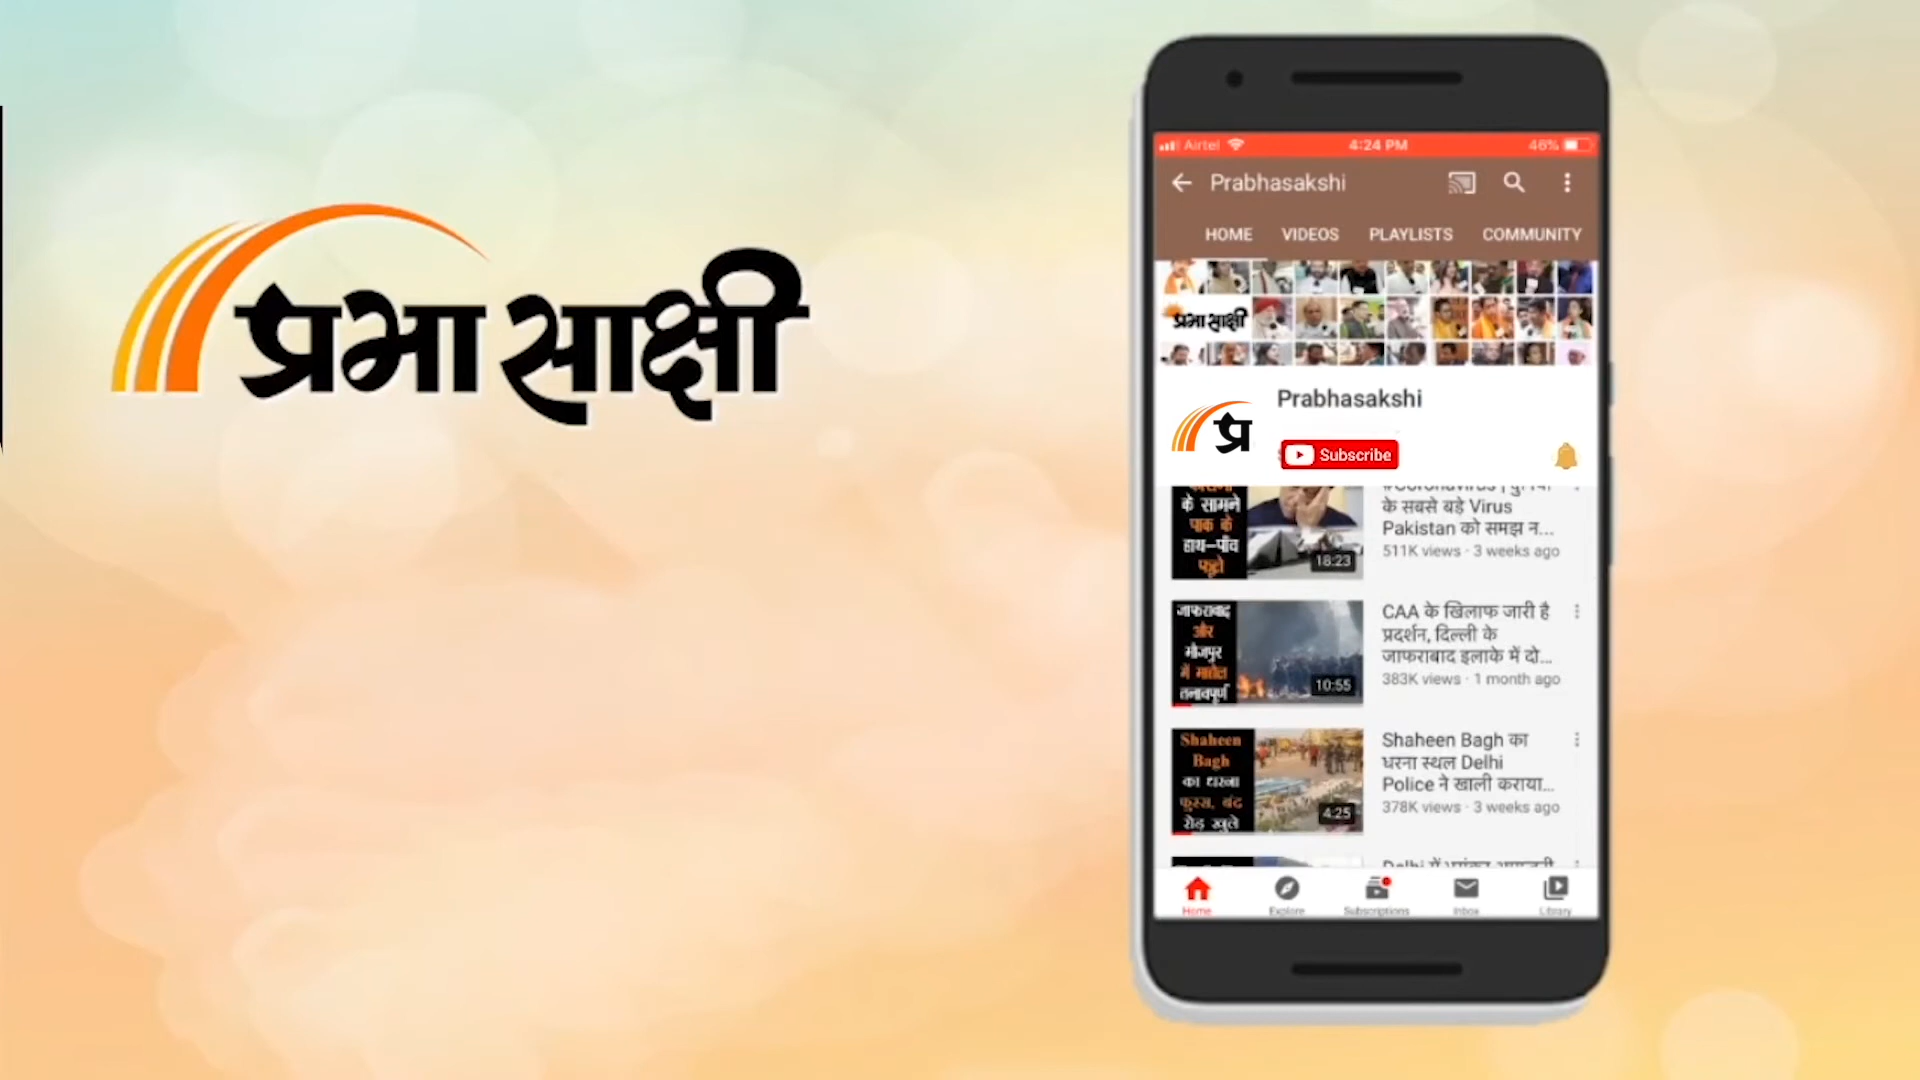 प्रभासाक्षी
Airtel 4:24 PM 46%
Prabhasakshi
HOME VIDEOS PLAYLISTS COMMUNITY
प्रभासाक्षी
Prabhasakshi
प्र
Subscribe
के सामने
पाक के
हाथ-पाँव
फूले
18:23
के सबसे बड़े Virus
Pakistan को समझ न...
511K views · 3 weeks ago
जाफराबाद
और
मौजपुर
में माहौल
तनावपूर्ण
10:55
CAA के खिलाफ जारी है
प्रदर्शन, दिल्ली के
जाफराबाद इलाके में दो...
383K views · 1 month ago
Shaheen
Bagh
का धरना
फुस्स, बंद
रोड खुले
4:25
Shaheen Bagh का
धरना स्थल Delhi
Police ने खाली कराया...
378K views · 3 weeks ago
Home Explore Subscriptions Inbox Library